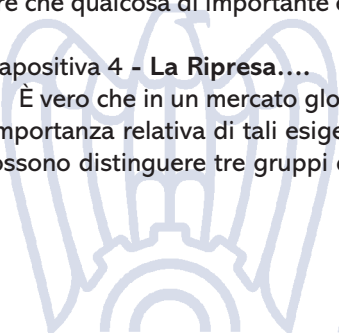 che qualcosa di importante
apositiva 4 - La Ripresa....
È vero che in un mercato glo
mportanza relativa di tali esige
ossono distinguere tre gruppi